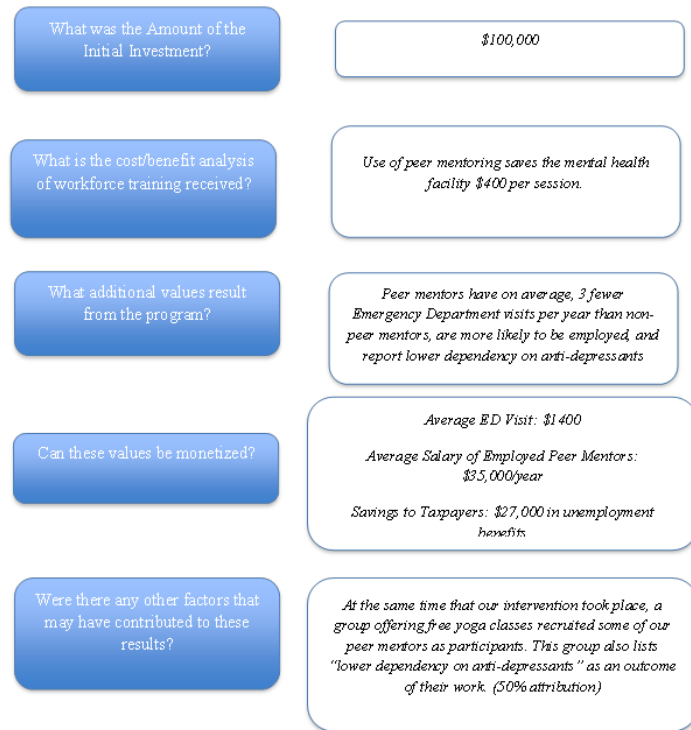 What was the Amount of the
Initial Investment?
$100,000
What is the cost/benefit analysis
of workforce training received?
Use of peer mentoring saves the mental health
facility $400 per session.
What additional values result
from the program?
Peer mentors have on average, 3 fewer
Emergency Department visits per year than non-
peer mentors, are more likely to be employed, and
report lower dependency on anti-depressants
Can these values be monetized?
Average ED Visit: $1400
Average Salary of Employed Peer Mentors:
$35,000/year
Savings to Taxpayers: $27,000 in unemployment
benefits
Were there any other factors that
may have contributed to these
results?
At the same time that our intervention took place, a
group offering free yoga classes recruited some of our
peer mentors as participants. This group also lists
“lower dependency on anti-depressants” as an outcome
of their work. (50% attribution)